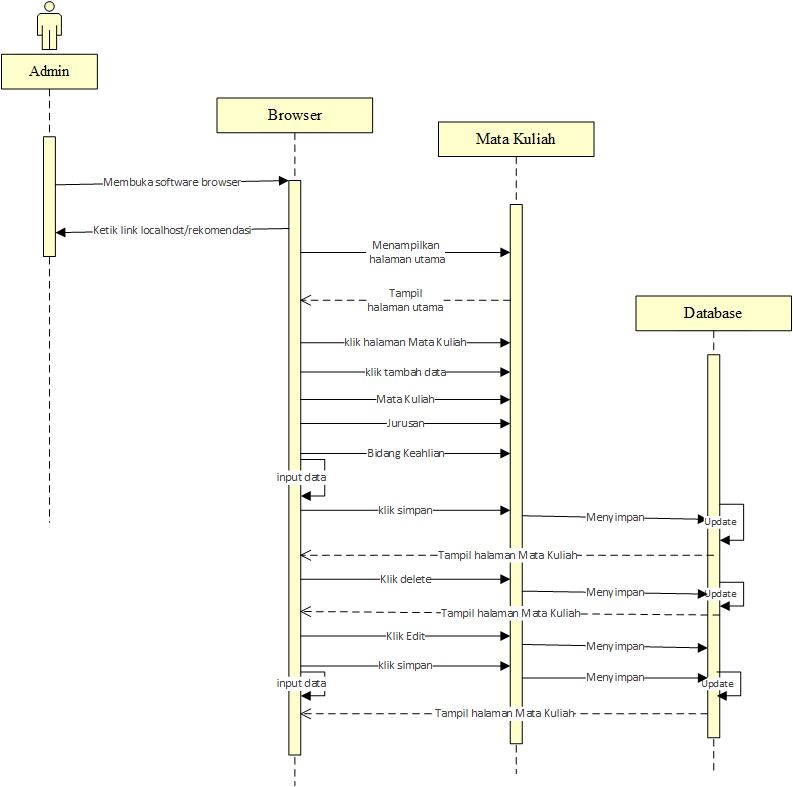 Admin
Browser
Mata Kuliah
Membuka software browser
Ketik link localhost/rekomendasi
Menampilkan
halaman utama
Tampil
halaman utama
Database
klik halaman Mata Kuliah
klik tambah data
Mata Kuliah
Jurusan
Bidang Keahlian
input data
klik simpan
Menyimpan
Update
Tampil halaman Mata Kuliah
Klik delete
Menyimpan
Update
Tampil halaman Mata Kuliah
Klik Edit
Menyimpan
klik simpan
Menyimpan
input data
Update
Tampil halaman Mata Kuliah